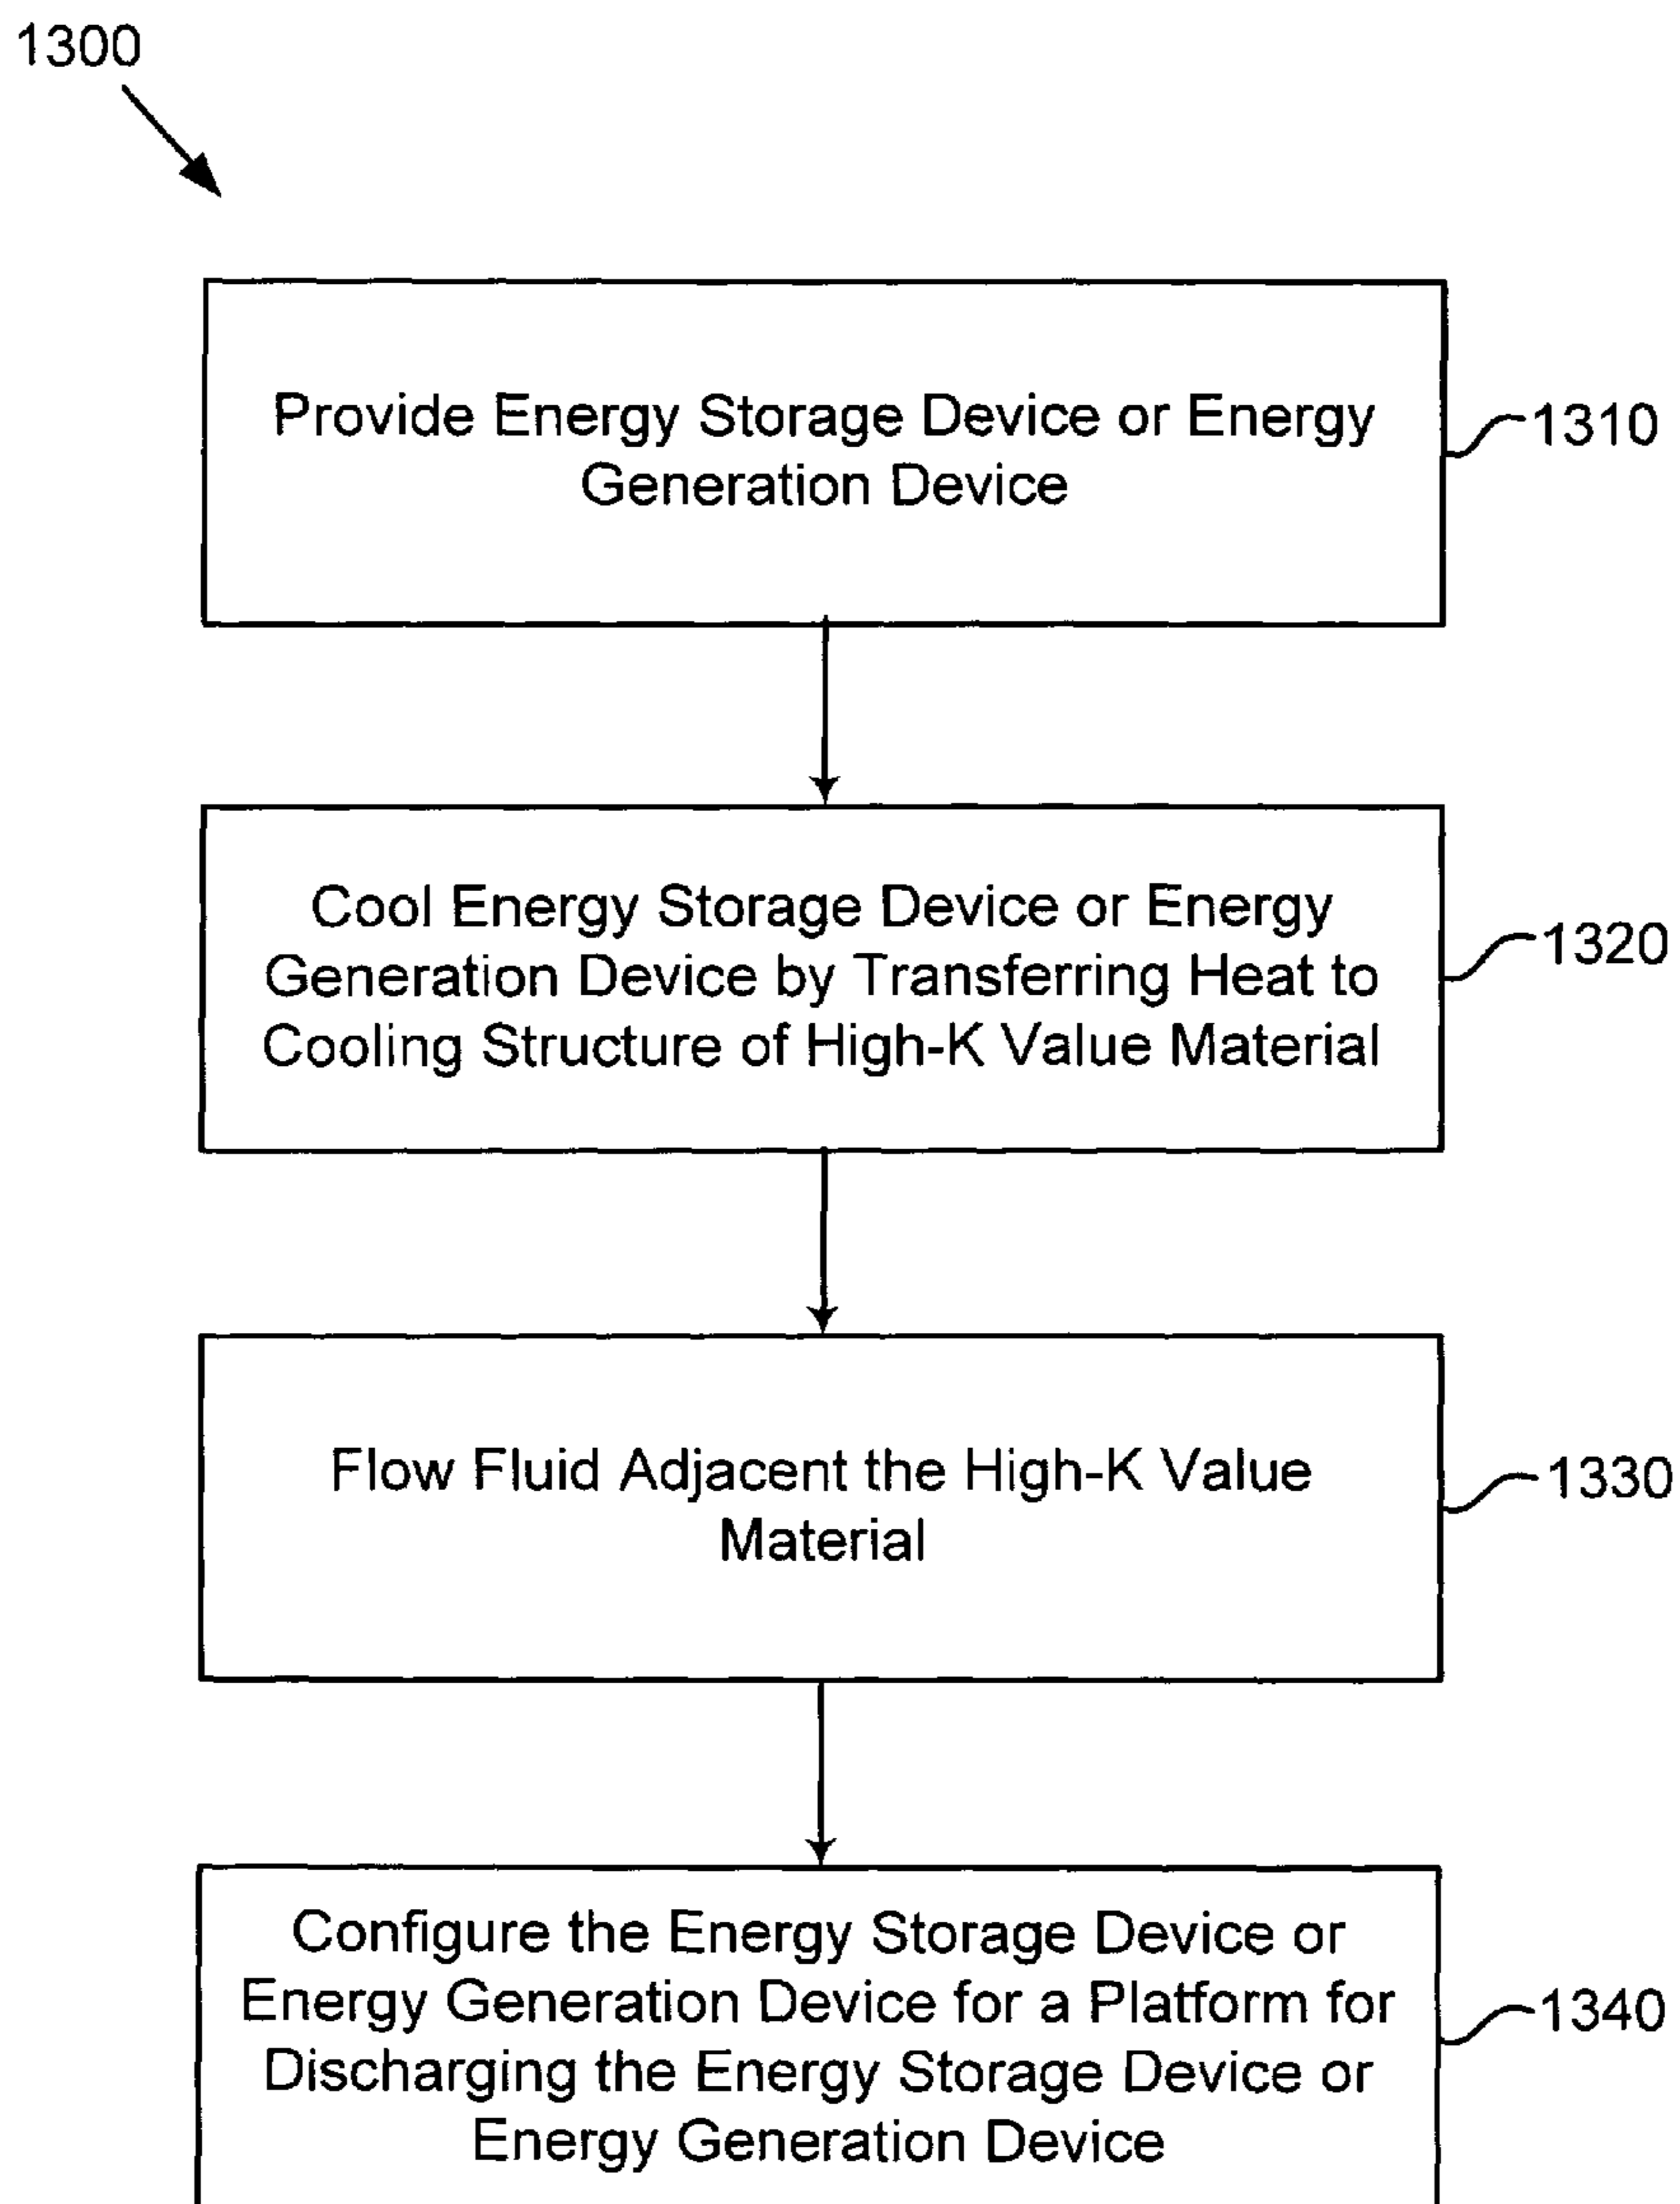 1300
Provide Energy Storage Device or Energy
Generation Device
1310
Cool Energy Storage Device or Energy
Generation Device by Transferring Heat to
Cooling Structure of High-K Value Material
1320
Flow Fluid Adjacent the High-K Value
Material
1330
Configure the Energy Storage Device or
Energy Generation Device for a Platform for
Discharging the Energy Storage Device or
Energy Generation Device
1340